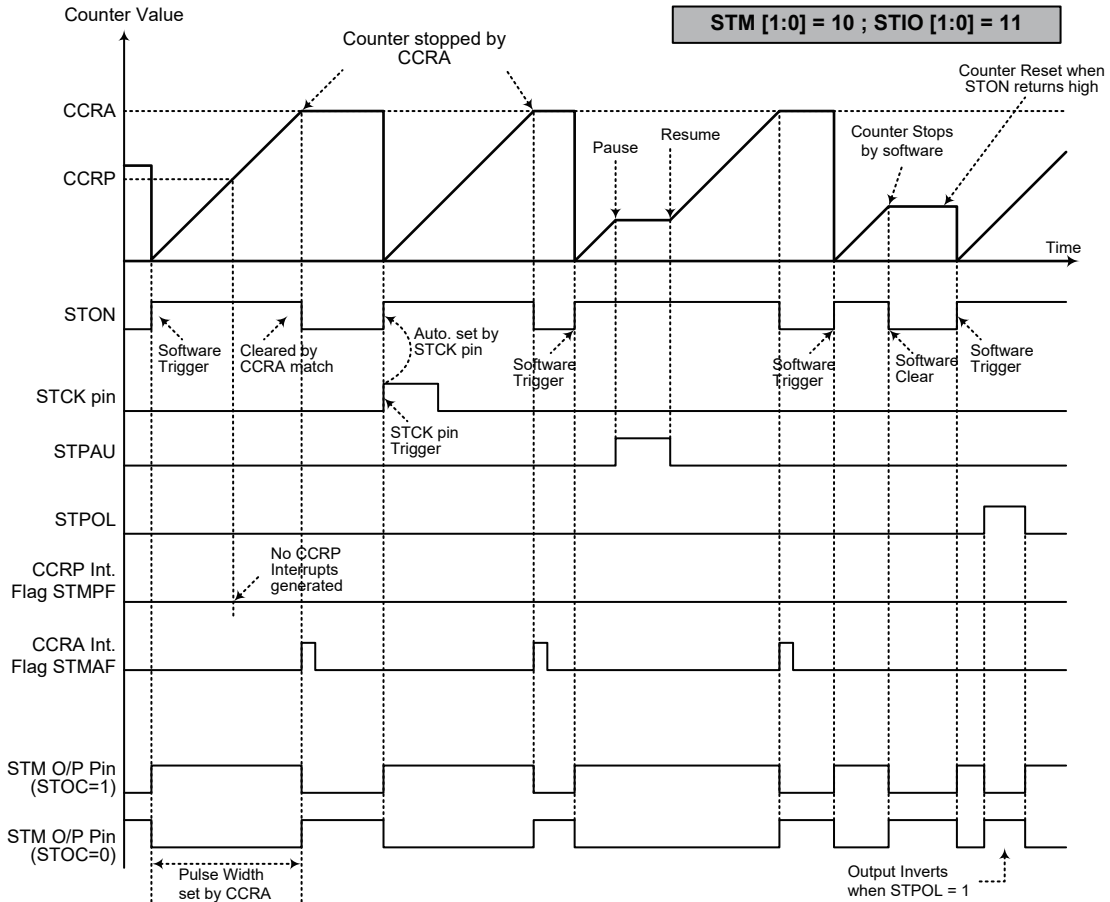 Counter Value
STM [1:0] = 10 ; STIO [1:0] = 11
Counter stopped by
CCRA
Counter Reset when
STON returns high
CCRA
Pause
Resume
Counter Stops
by software
CCRP
Time
STON
Software
Trigger
Cleared by
CCRA match
Auto. set by
STCK pin
Software
Trigger
Software
Trigger
Software
Clear
Software
Trigger
STCK pin
STCK pin
Trigger
STPAU
STPOL
No CCRP
Interrupts
generated
CCRP Int.
Flag STMPF
CCRA Int.
Flag STMAF
STM O/P Pin
(STOC=1)
STM O/P Pin
(STOC=0)
Pulse Width
set by CCRA
Output Inverts
when STPOL = 1